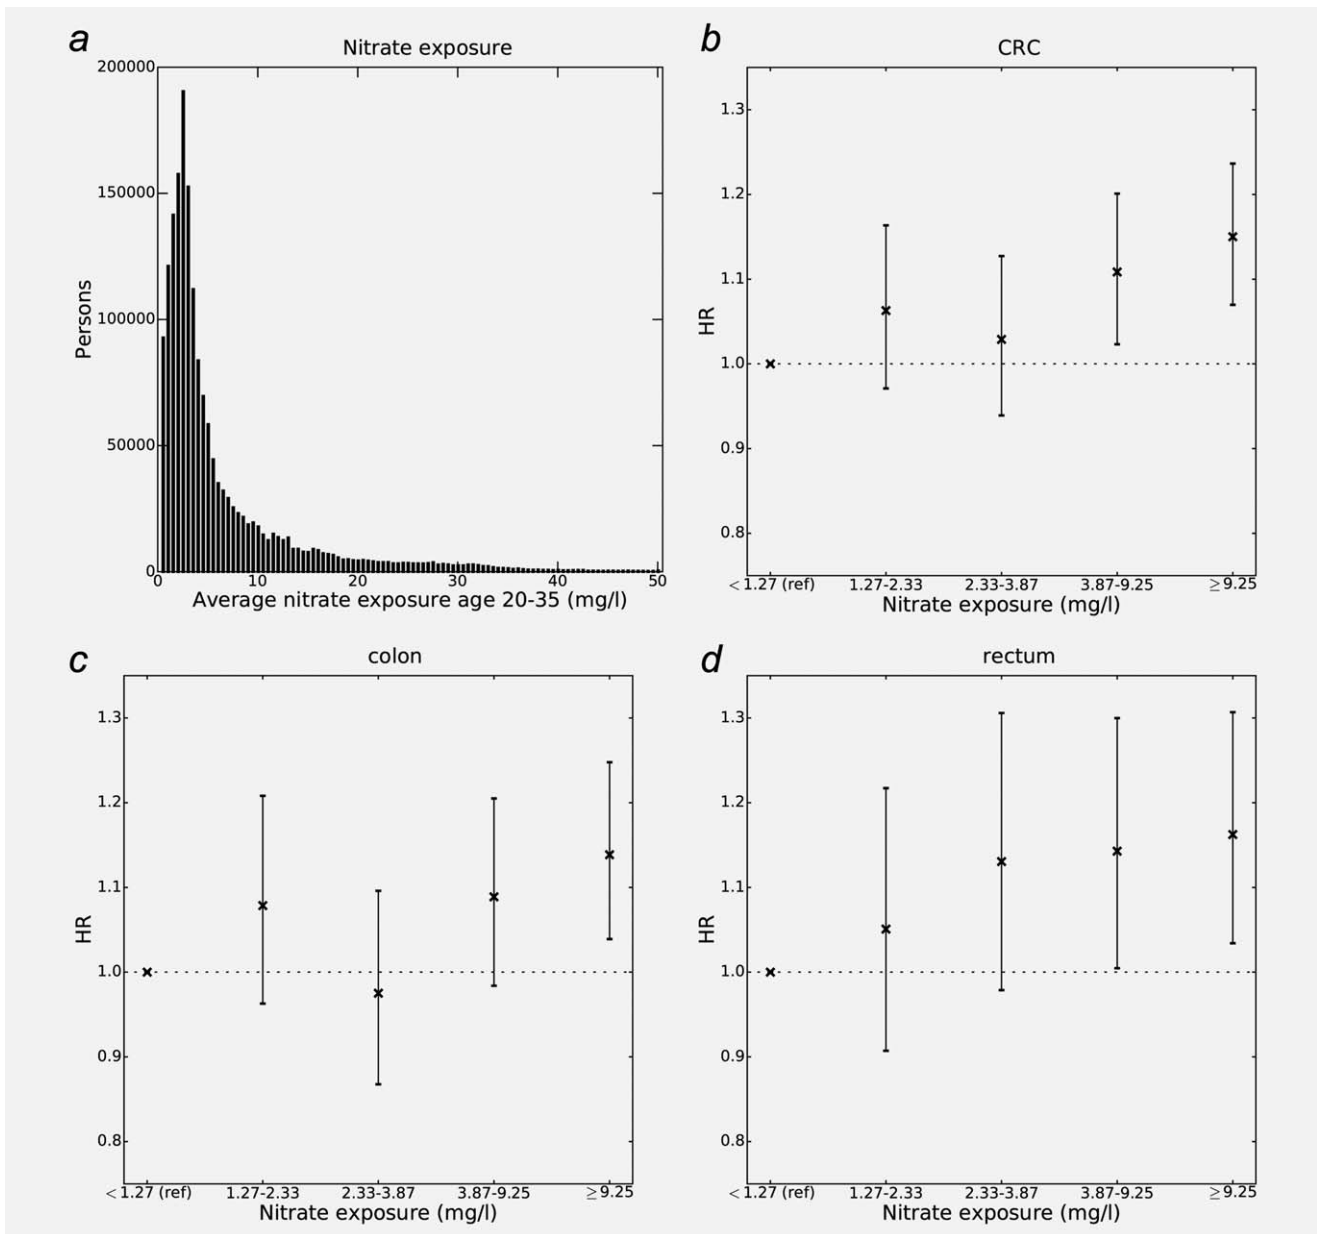 a
Nitrate exposure
200000
150000
100000
50000
0
Persons
0 10 20 30 40 50
Average nitrate exposure age 20-35 (mg/l)
b
CRC
1.3
1.2
1.1
1.0
0.9
0.8
HR
<1.27 (ref) 1.27-2.33 2.33-3.87 3.87-9.25 ≥9.25
Nitrate exposure (mg/l)
c
colon
1.3
1.2
1.1
1.0
0.9
0.8
HR
<1.27 (ref) 1.27-2.33 2.33-3.87 3.87-9.25 ≥9.25
Nitrate exposure (mg/l)
d
rectum
1.3
1.2
1.1
1.0
0.9
0.8
HR
<1.27 (ref) 1.27-2.33 2.33-3.87 3.87-9.25 ≥9.25
Nitrate exposure (mg/l)